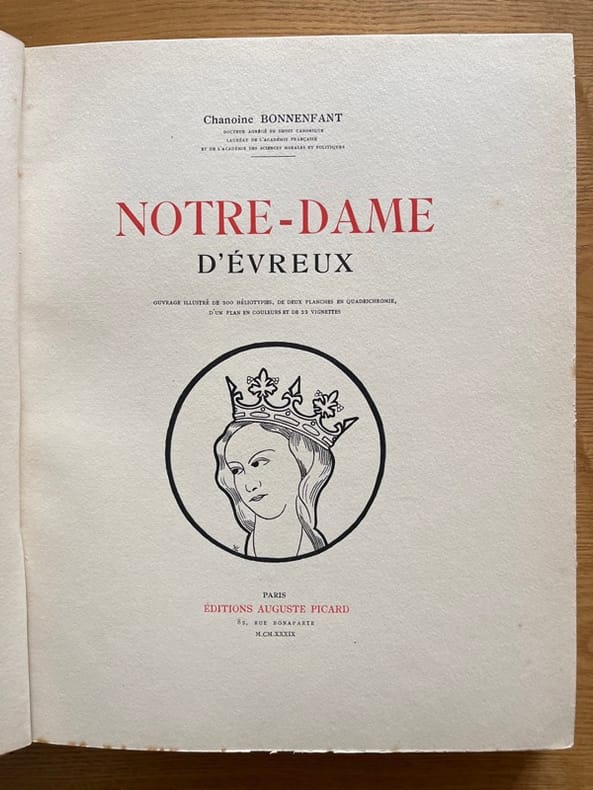 Chanoine BONNENFANT
DOCTEUR AGRÉGÉ EN DROIT CANONIQUE
LAURÉAT DE L'ACADÉMIE FRANÇAISE
ET DE L'ACADÉMIE DES SCIENCES MORALES ET POLITIQUES
NOTRE-DAME
D'ÉVREUX
OUVRAGE ILLUSTRÉ DE 200 HÉLIOTYPIES, DE DEUX PLANCHES EN QUADRICHROMIE,
D'UN PLAN EN COULEURS ET DE 22 VIGNETTES
PARIS
ÉDITIONS AUGUSTE PICARD
82, RUE BONAPARTE
M.CM.XXXIX